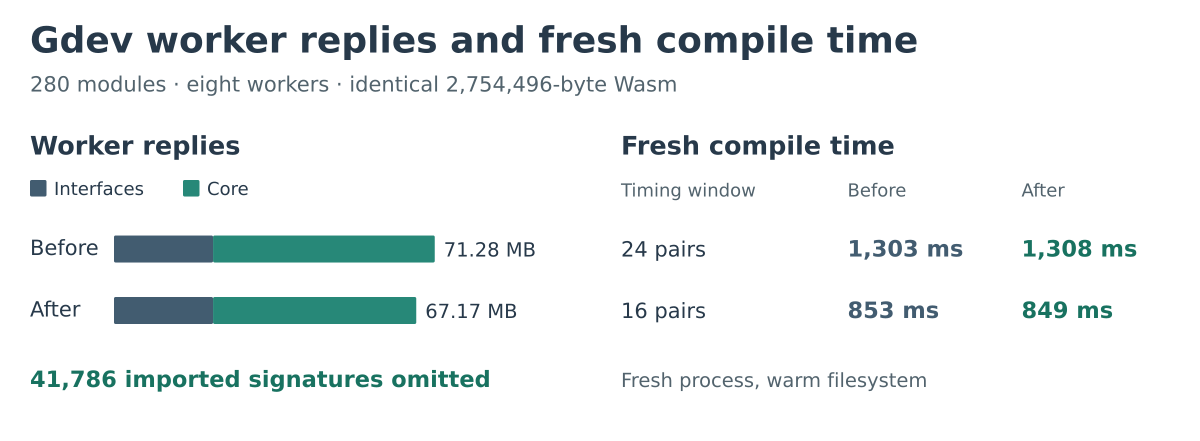 Gdev worker replies and fresh compile time
280 modules · eight workers · identical 2,754,496-byte Wasm
Worker replies
Interfaces Core
Before 71.28 MB
After 67.17 MB
41,786 imported signatures omitted
Fresh compile time
Timing window Before After
24 pairs 1,303 ms 1,308 ms
16 pairs 853 ms 849 ms
Fresh process, warm filesystem